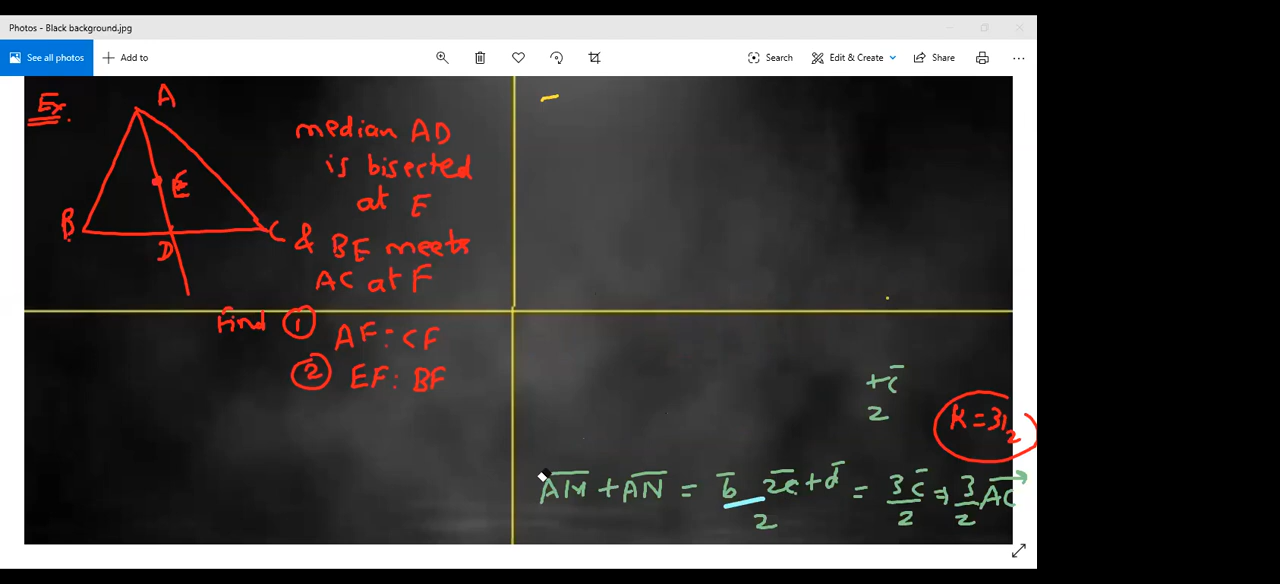 Photos - Black background.jpg
See all photos
Add to
Search
Edit & Create
Share
Ex.
A
B
E
C
D
median AD
is bisected
at E
& BE meets
AC at F
Find ① AF : CF
② EF : BF
+c̅
2
K = 3/2
A̅M̅ + A̅N̅ = b̅ 2c̅ + d̅ = 3c̅ ⇒ 3 AC
2 2 2